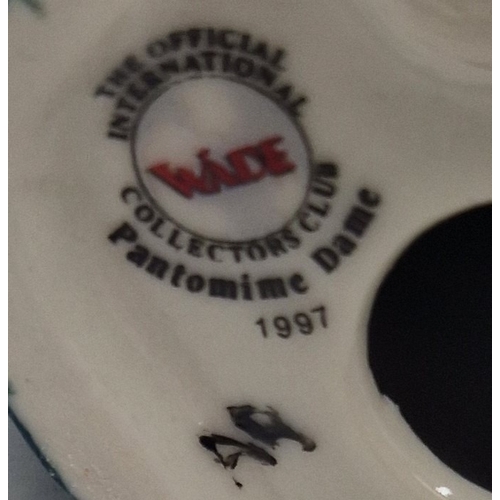 THE OFFICIAL
INTERNATIONAL
WADE
COLLECTORS CLUB
Pantomime Dame
1997